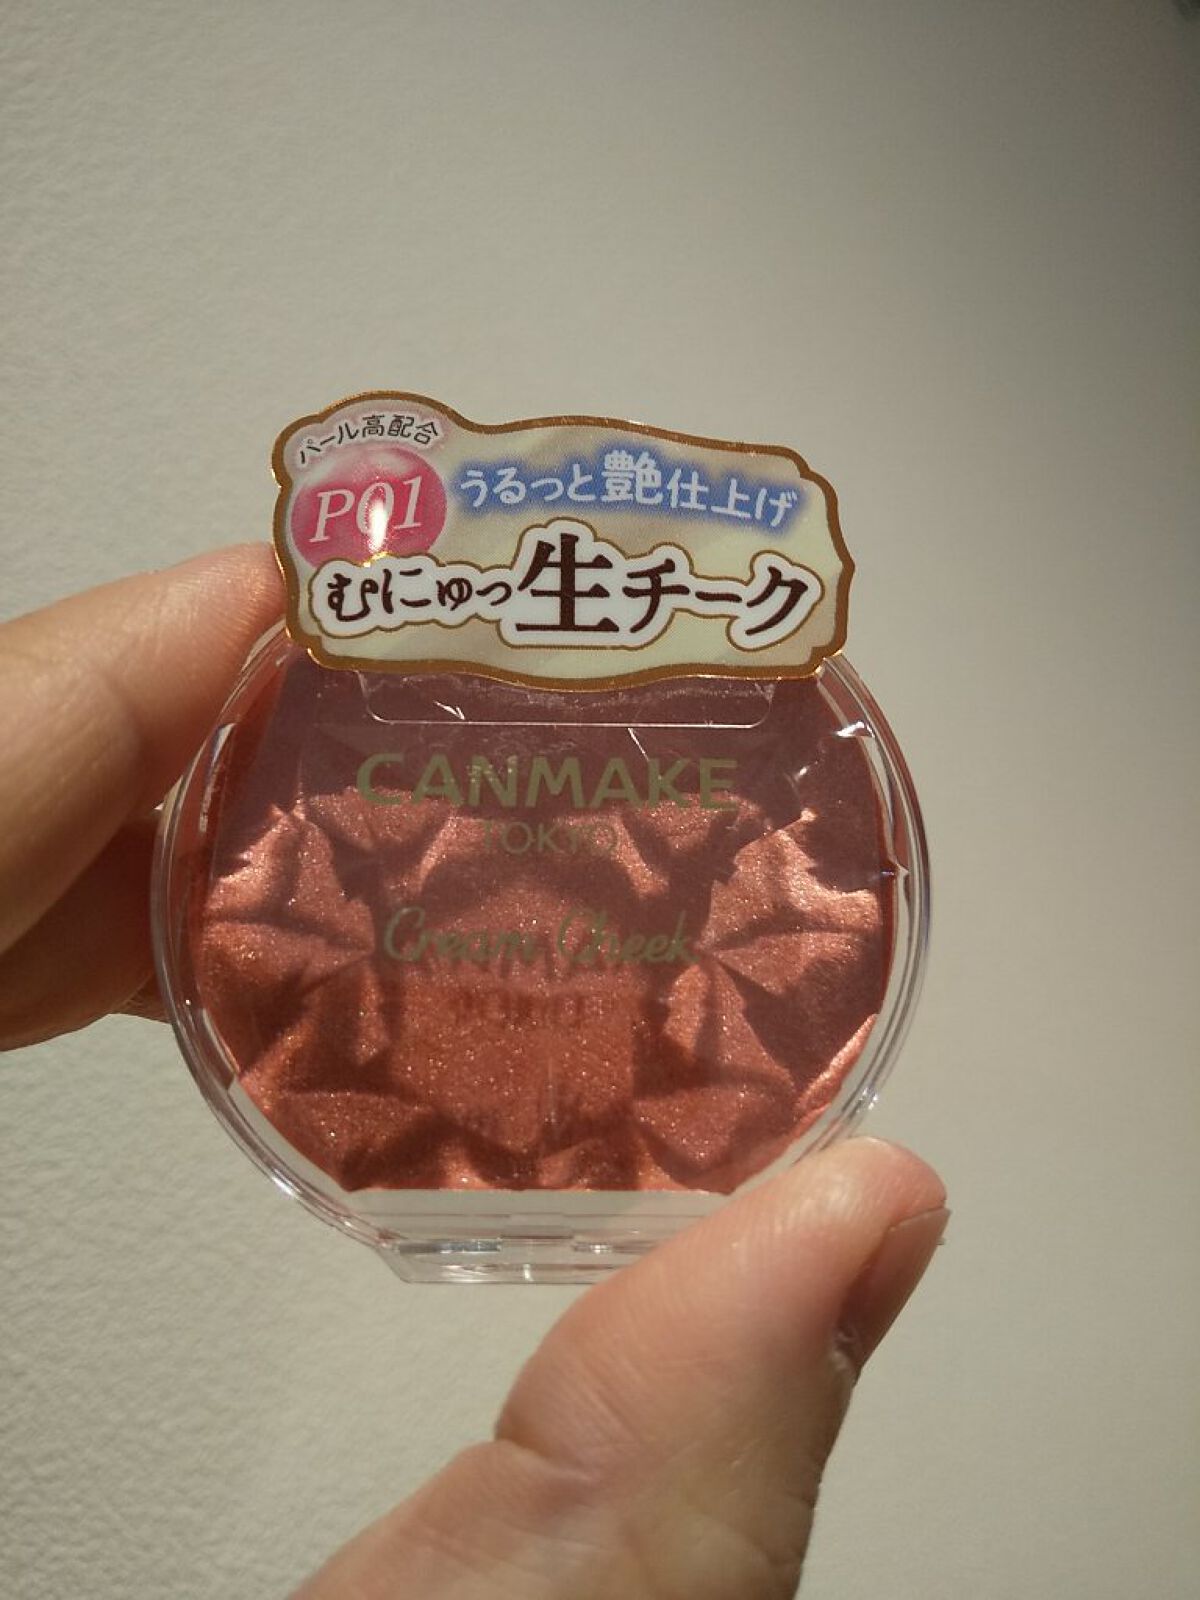 パール高配合
P01
うるっと艶仕上げ
むにゅっ生チーク
CANMAKE
TOKYO
Cream Cheek